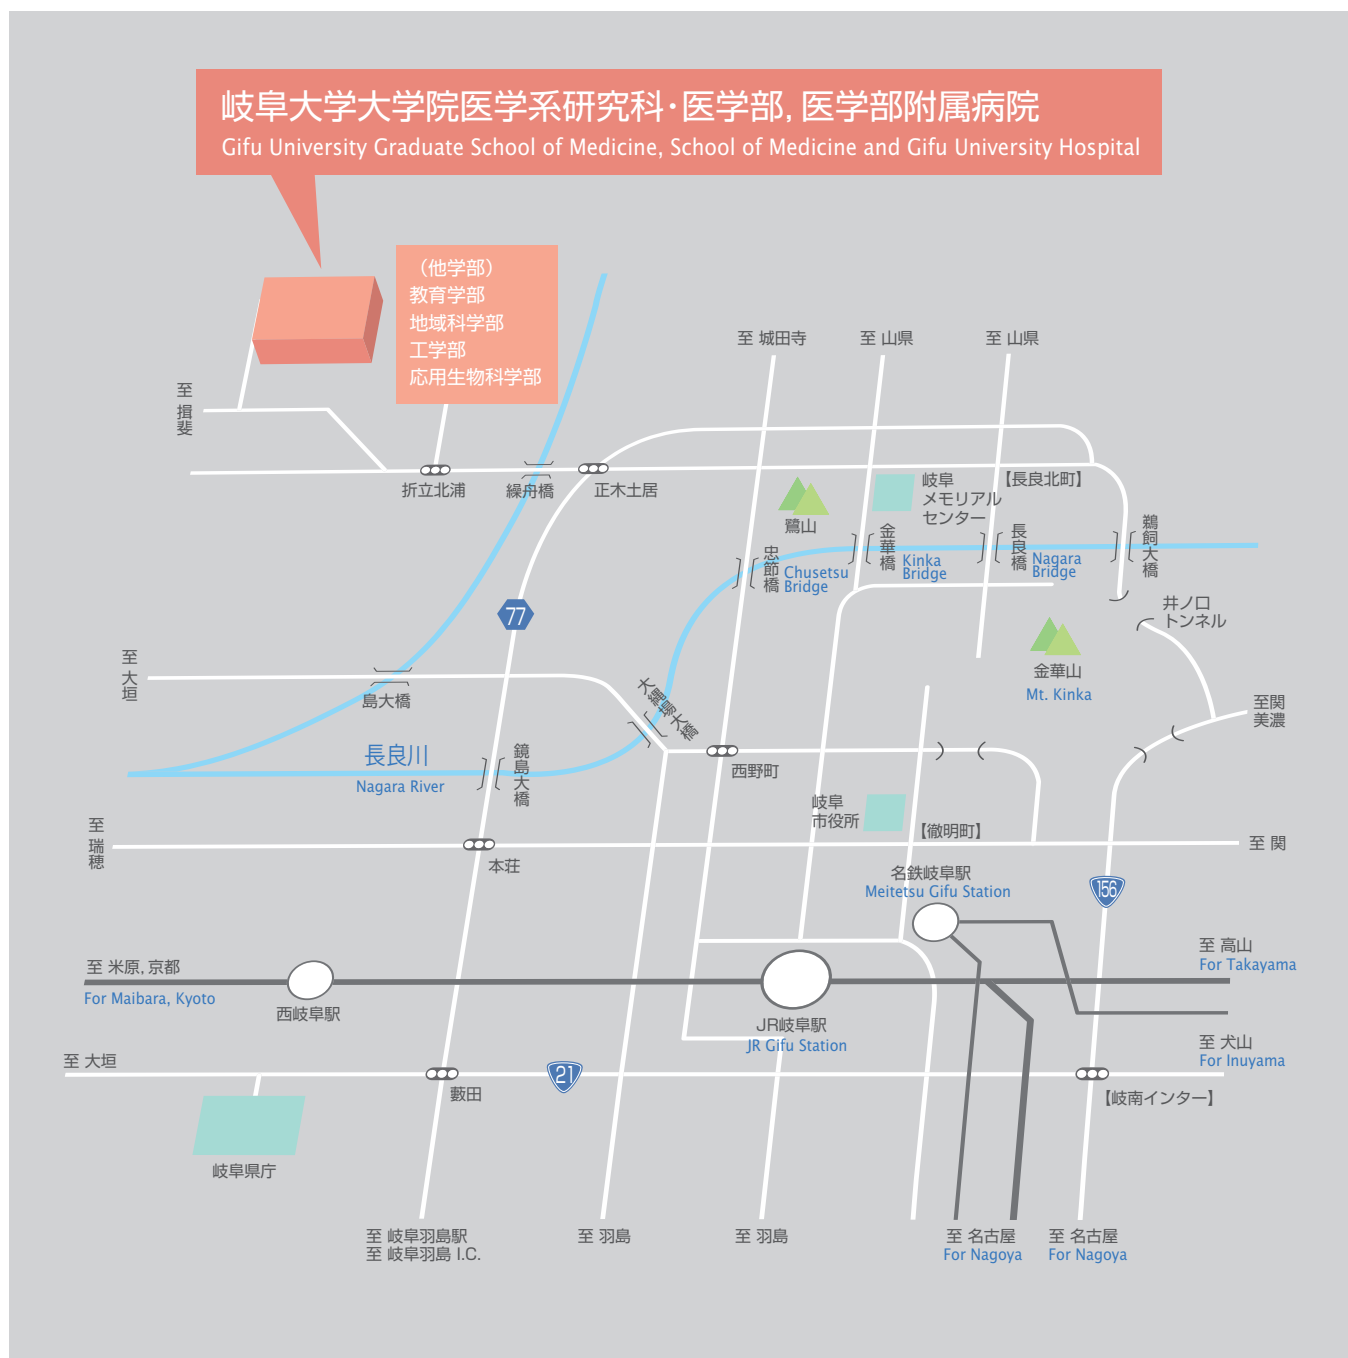 岐阜大学大学院医学系研究科・医学部, 医学部附属病院
Gifu University Graduate School of Medicine, School of Medicine and Gifu University Hospital
（他学部）
教育学部
地域科学部
工学部
応用生物科学部
至 城田寺
至 山県
至 山県
至 揖斐
折立北浦
繰舟橋
正木土居
岐阜
メモリアル
センター
【長良北町】
鷺山
忠節橋
Chusetsu
Bridge
金華橋
Kinka
Bridge
長良橋
Nagara
Bridge
鵜飼大橋
井ノ口
トンネル
77
至 大垣
島大橋
大縄場大橋
金華山
Mt. Kinka
至関
美濃
長良川
Nagara River
鏡島大橋
西野町
岐阜
市役所
【徹明町】
至 瑞穂
本荘
至 関
名鉄岐阜駅
Meitetsu Gifu Station
156
至 米原, 京都
For Maibara, Kyoto
西岐阜駅
JR岐阜駅
JR Gifu Station
至 高山
For Takayama
至 犬山
For Inuyama
至 大垣
藪田
21
【岐南インター】
岐阜県庁
至 岐阜羽島駅
至 岐阜羽島 I.C.
至 羽島
至 羽島
至 名古屋
For Nagoya
至 名古屋
For Nagoya